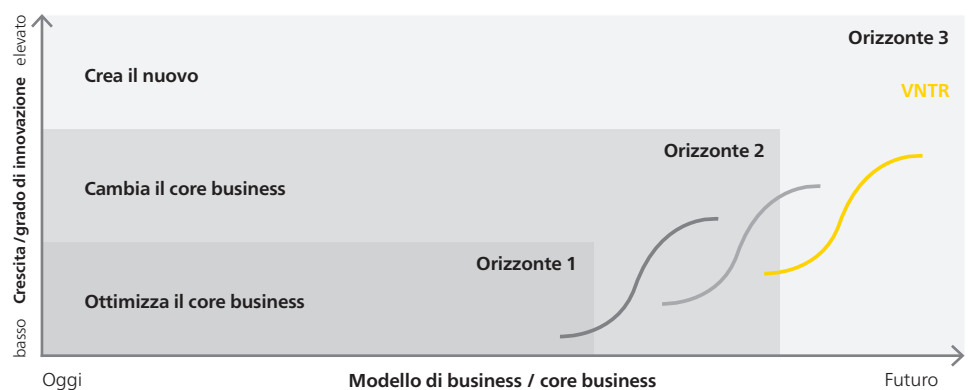 Orizzonte 3
Crea il nuovo
VNTR
Orizzonte 2
Cambia il core business
Orizzonte 1
Ottimizza il core business
basso Crescita / grado di innovazione elevato
Oggi Modello di business / core business Futuro